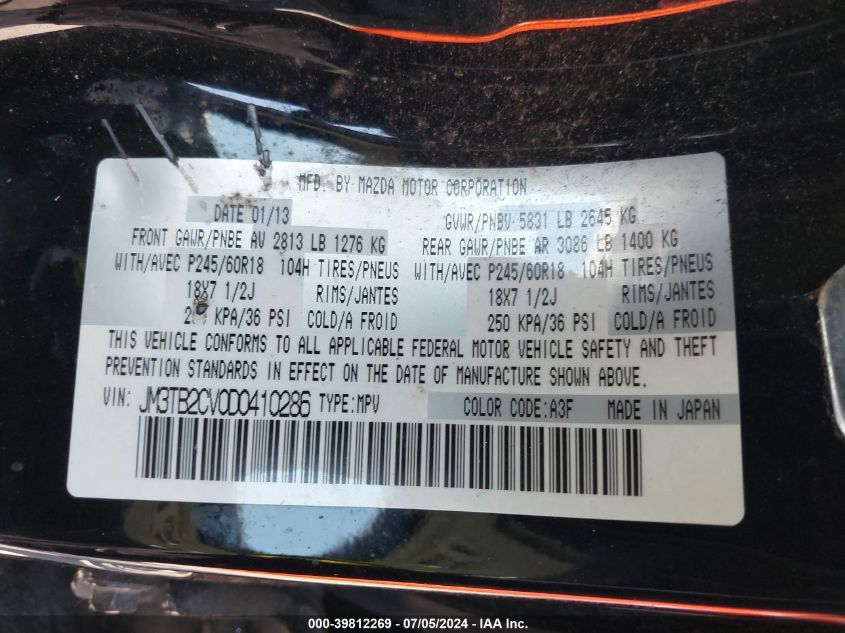 MFD. BY MAZDA MOTOR CORPORATION
DATE 01/13 GVWR/PNBV 5831 LB 2645 KG
FRONT GAWR/PNBE AV 2813 LB 1276 KG REAR GAWR/PNBE AR 3086 LB 1400 KG
WITH/AVEC P245/60R18 104H TIRES/PNEUS WITH/AVEC P245/60R18 104H TIRES/PNEUS
18X7 1/2J RIMS/JANTES 18X7 1/2J RIMS/JANTES
KPA/36 PSI COLD/A FROID 250 KPA/36 PSI COLD/A FROID
THIS VEHICLE CONFORMS TO ALL APPLICABLE FEDERAL MOTOR VEHICLE SAFETY AND THEFT
PREVENTION STANDARDS IN EFFECT ON THE DATE OF MANUFACTURE SHOWN ABOVE.
VIN: JM3TB2CV0D0410286 TYPE:MPV COLOR CODE:A3F MADE IN JAPAN
000-39812269 | 07/05/2024 - IAA Inc.